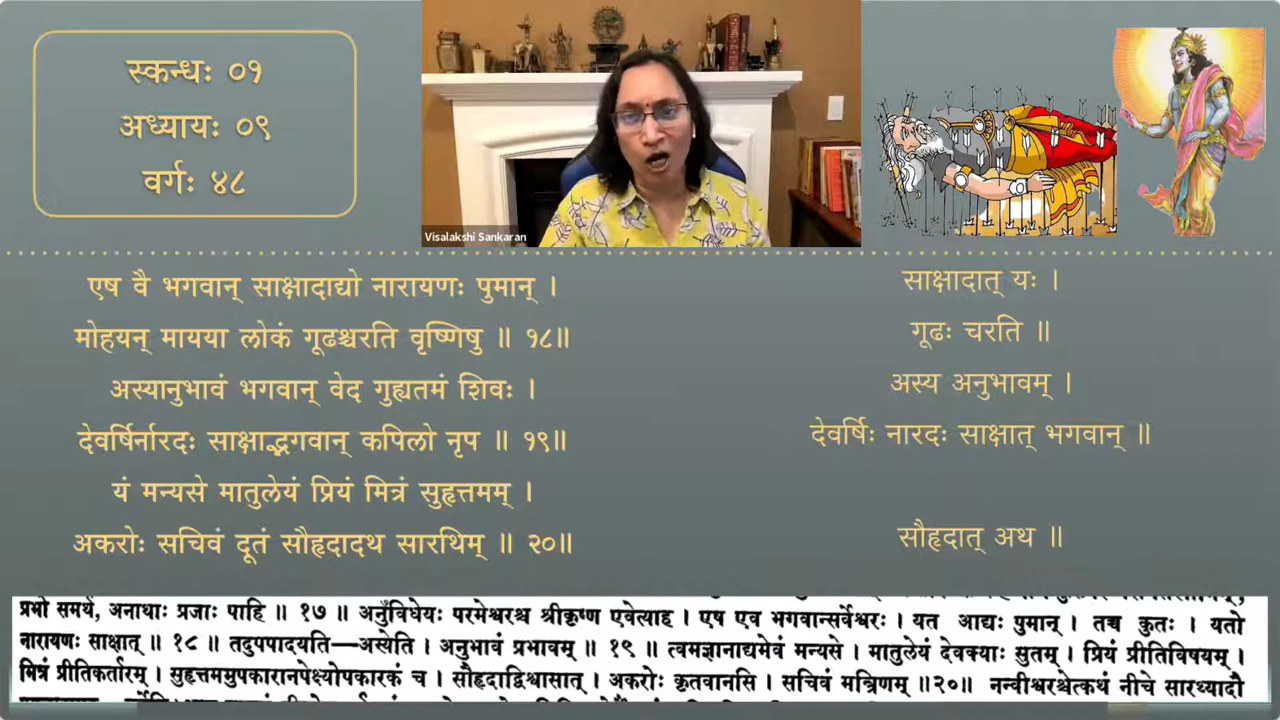 स्कन्धः ०१
अध्यायः ०९
वर्गः ४८
Visalakshi Sankaran
एष वै भगवान् साक्षादाद्यो नारायणः पुमान् ।
मोहयन् मायया लोकं गूढश्चरति वृष्णिषु ॥ १८॥
अस्यानुभावं भगवान् वेद गुह्यतमं शिवः ।
देवर्षिर्नारदः साक्षाद्भगवान् कपिलो नृप ॥ १९॥
यं मन्यसे मातुलेयं प्रियं मित्रं सुहृत्तमम् ।
अकरोः सचिवं दूतं सौहृदादथ सारथिम् ॥ २०॥
साक्षादात् यः ।
गूढः चरति ॥
अस्य अनुभावम् ।
देवर्षिः नारदः साक्षात् भगवान् ॥
सौहृदात् अथ ॥
प्रभो समर्थ, अनाथाः प्रजाः पाहि ॥ १७ ॥ अनुविधेयः परमेश्वरश्च श्रीकृष्ण एवेत्याह । एष एव भगवान्सर्वेश्वरः । यत आद्यः पुमान् । तच्च कुतः । यतो
नारायणः साक्षात् ॥ १८ ॥ तदुपपादयति—अस्येति । अनुभावं प्रभावम् ॥ १९ ॥ त्वमज्ञानाद्यमेवं मन्यसे । मातुलेयं देवक्याः सुतम् । प्रियं प्रीतिविषयम् ।
मित्रं प्रीतिकर्तारम् । सुहृत्तममुपकारानपेक्ष्योपकारकं च । सौहृदाद्विश्वासात् । अकरोः कृतवानसि । सचिवं मन्त्रिणम् ॥२०॥ नन्वीश्वरश्चेत्कथं नीचे सारथ्यादौ